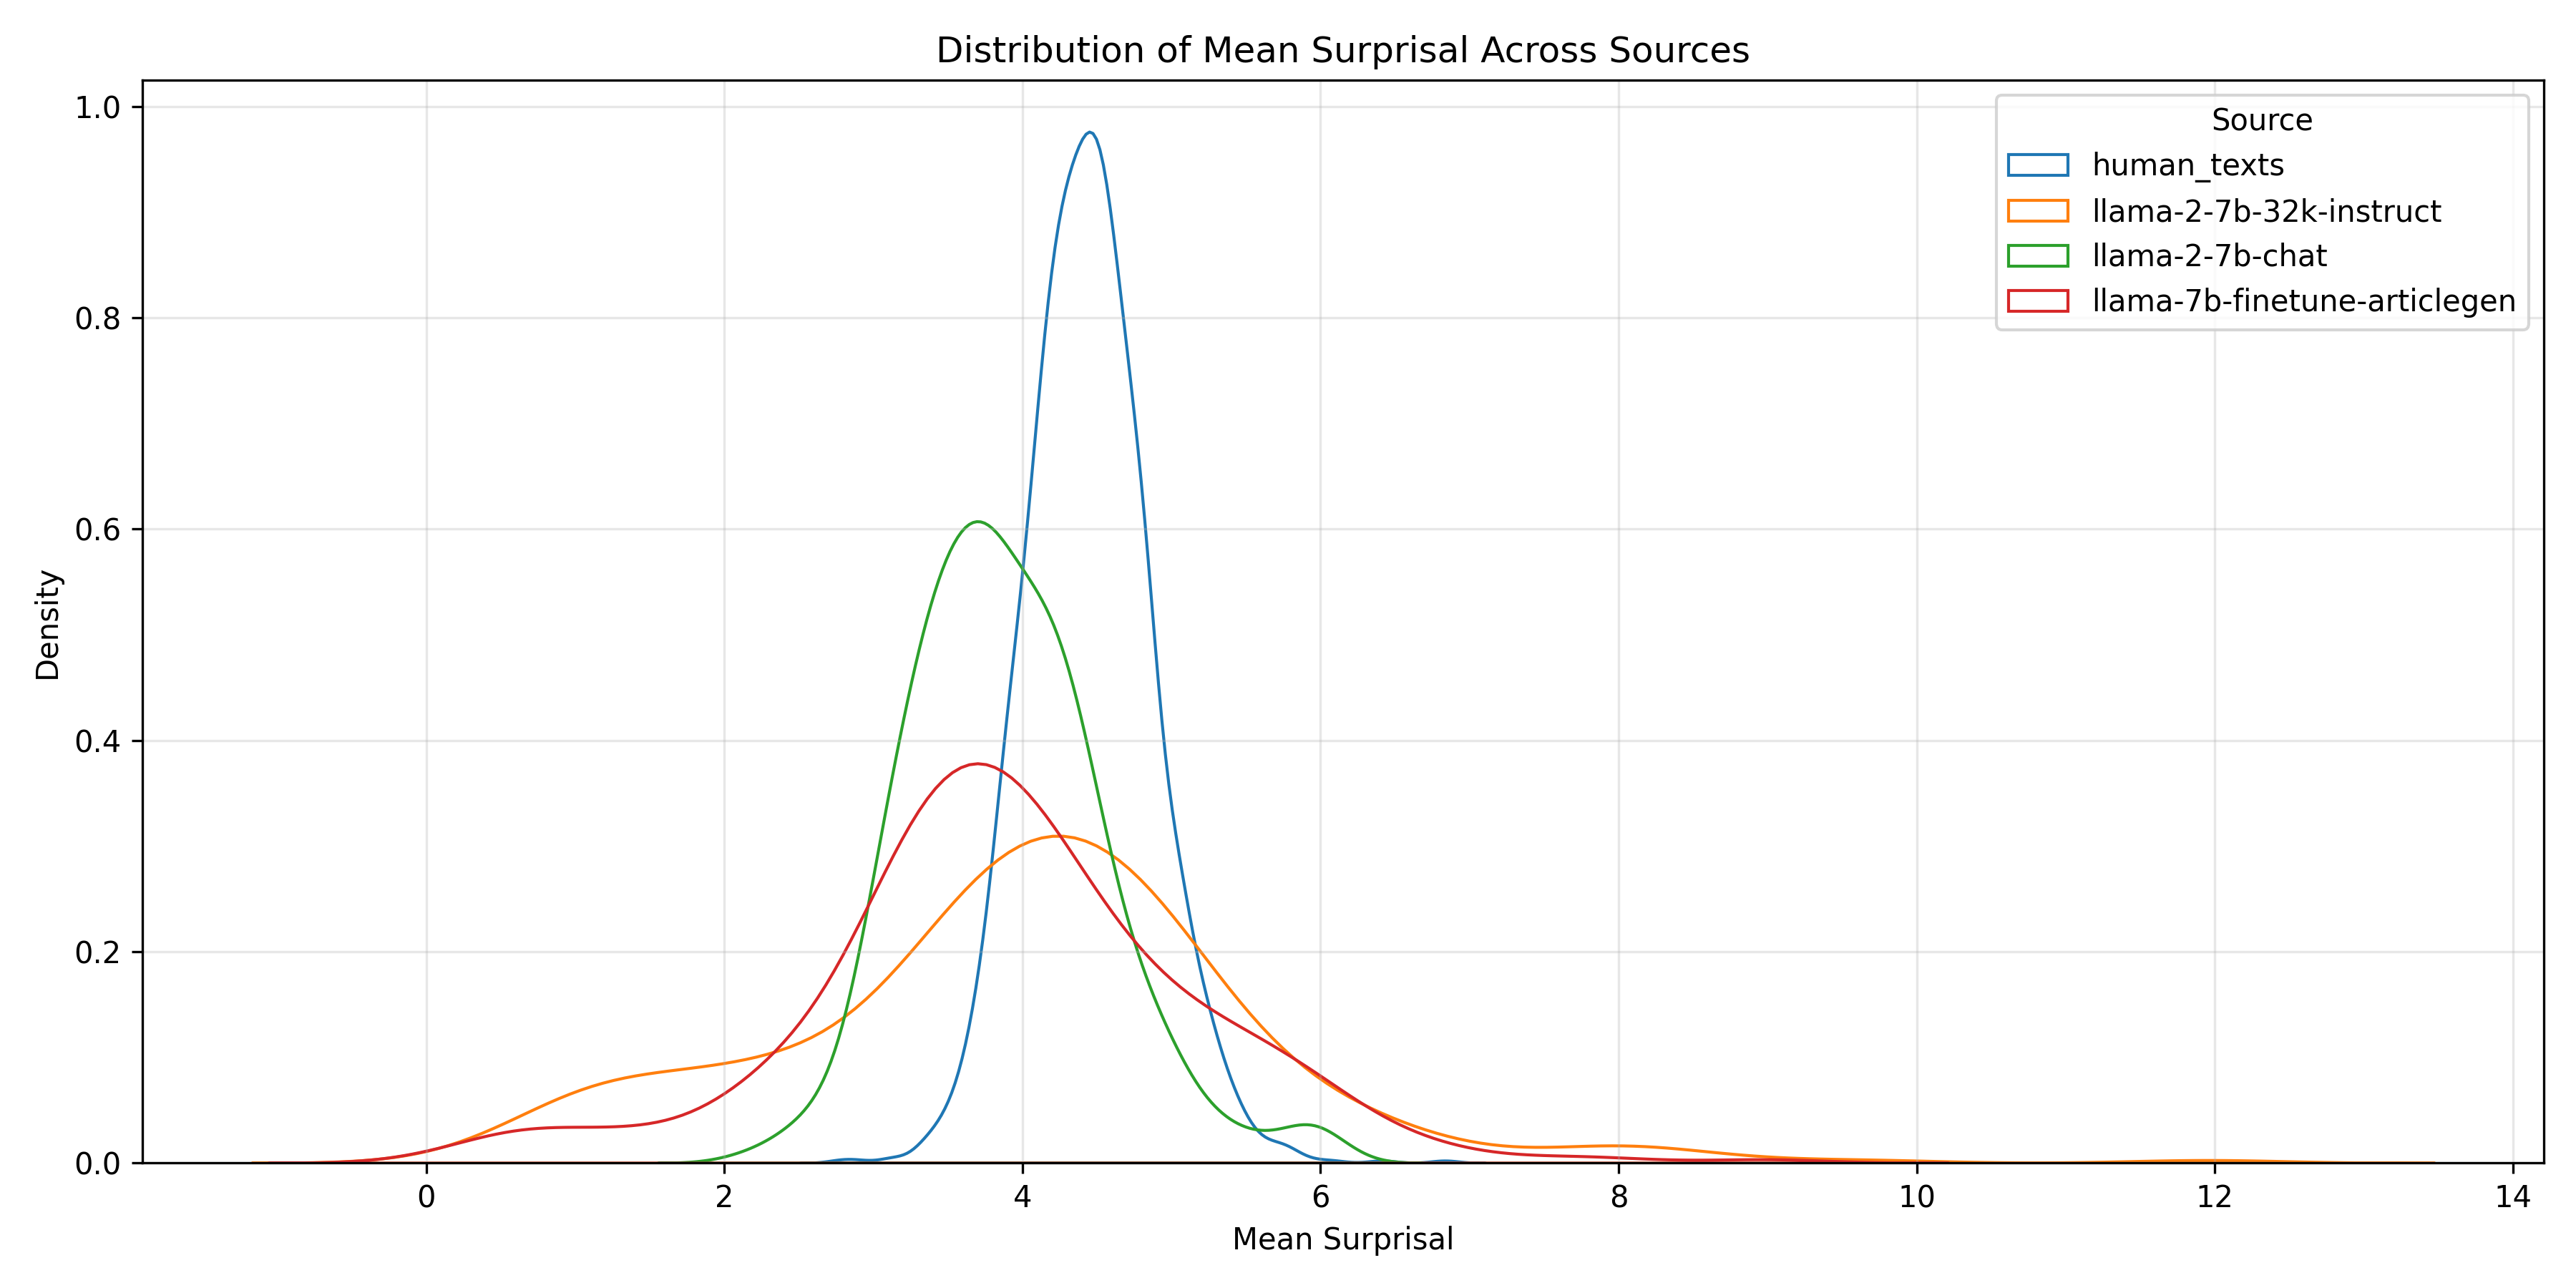 Distribution of Mean Surprisal Across Sources
Source
human_texts
llama-2-7b-32k-instruct
llama-2-7b-chat
llama-7b-finetune-articlegen
Density
1.0
0.8
0.6
0.4
0.2
0.0
0 2 4 6 8 10 12 14
Mean Surprisal